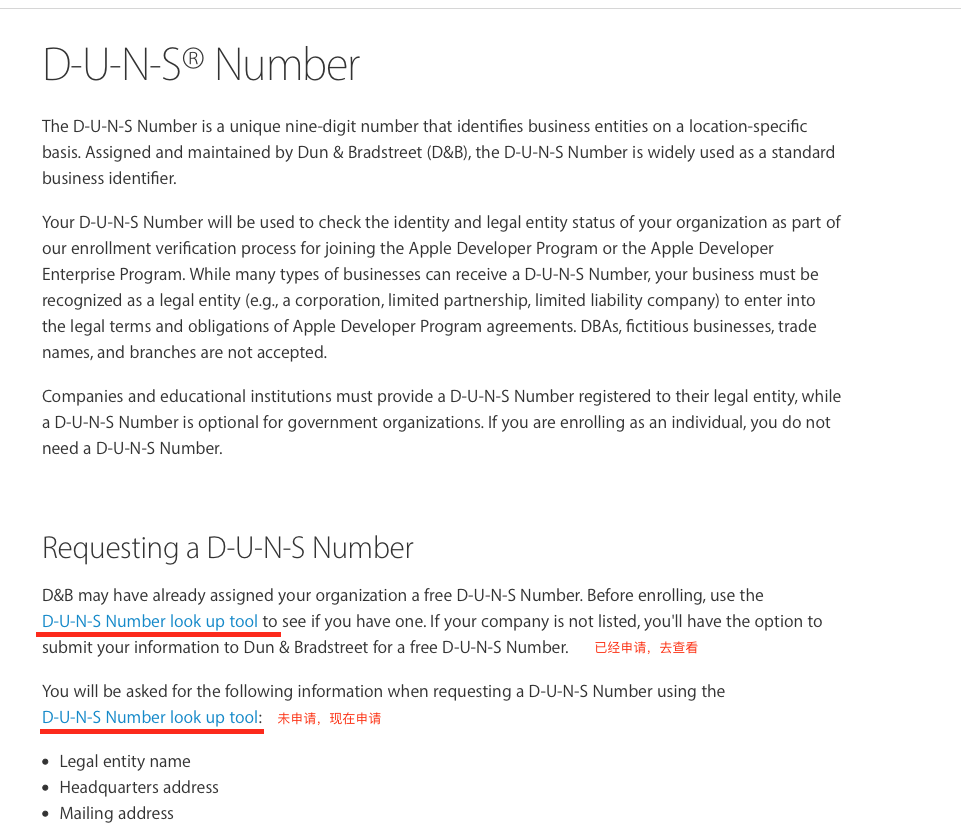 D-U-N-S® Number
The D-U-N-S Number is a unique nine-digit number that identifies business entities on a location-specific
basis. Assigned and maintained by Dun & Bradstreet (D&B), the D-U-N-S Number is widely used as a standard
business identifier.
Your D-U-N-S Number will be used to check the identity and legal entity status of your organization as part of
our enrollment verification process for joining the Apple Developer Program or the Apple Developer
Enterprise Program. While many types of businesses can receive a D-U-N-S Number, your business must be
recognized as a legal entity (e.g., a corporation, limited partnership, limited liability company) to enter into
the legal terms and obligations of Apple Developer Program agreements. DBAs, fictitious businesses, trade
names, and branches are not accepted.
Companies and educational institutions must provide a D-U-N-S Number registered to their legal entity, while
a D-U-N-S Number is optional for government organizations. If you are enrolling as an individual, you do not
need a D-U-N-S Number.
Requesting a D-U-N-S Number
D&B may have already assigned your organization a free D-U-N-S Number. Before enrolling, use the
D-U-N-S Number look up tool to see if you have one. If your company is not listed, you'll have the option to
submit your information to Dun & Bradstreet for a free D-U-N-S Number. 已经申请，去查看
You will be asked for the following information when requesting a D-U-N-S Number using the
D-U-N-S Number look up tool: 未申请，现在申请
• Legal entity name
• Headquarters address
• Mailing address